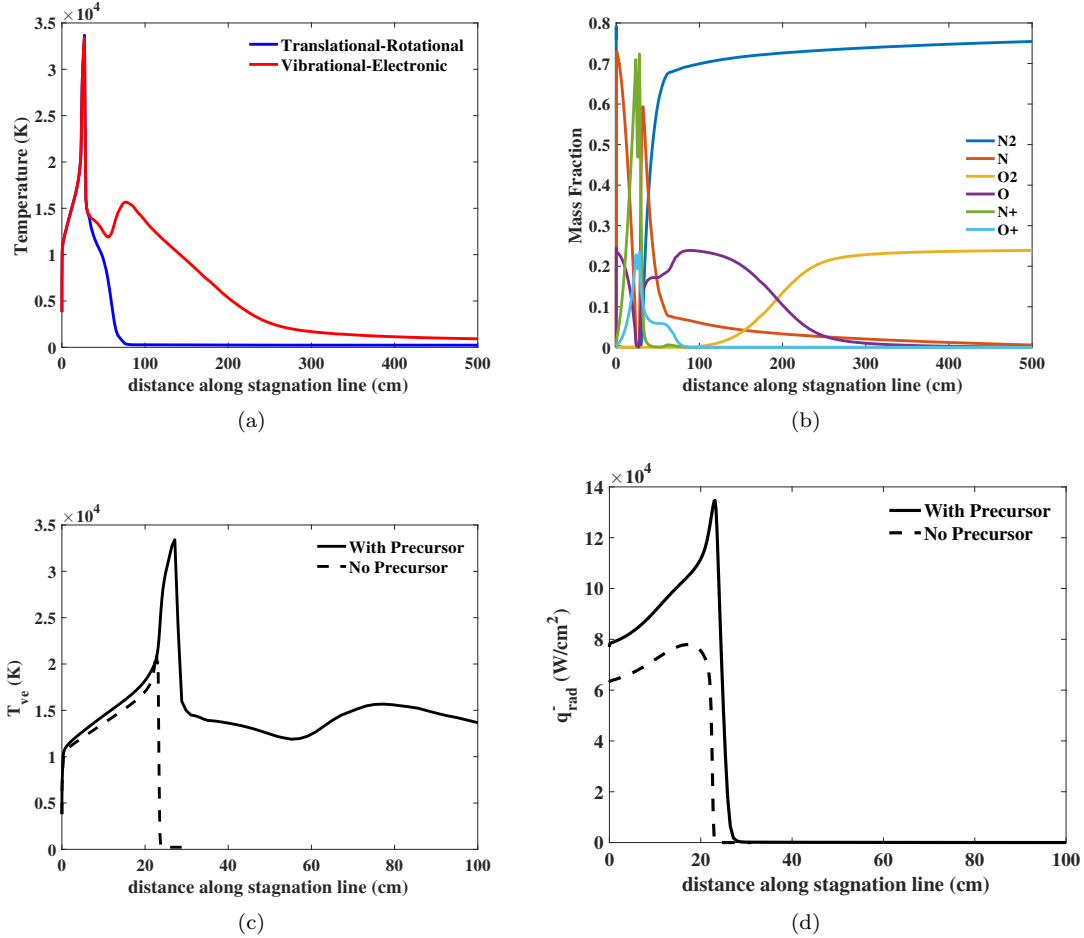 ×10⁴
3.5
3
2.5
2
1.5
1
0.5
0
Temperature (K)
Translational-Rotational
Vibrational-Electronic
0 100 200 300 400 500
distance along stagnation line (cm)
(a)
0.8
0.7
0.6
0.5
0.4
0.3
0.2
0.1
0
Mass Fraction
N2
N
O2
O
N+
O+
0 100 200 300 400 500
distance along stagnation line (cm)
(b)
×10⁴
3.5
3
2.5
2
1.5
1
0.5
0
T_ve (K)
With Precursor
No Precursor
0 20 40 60 80 100
distance along stagnation line (cm)
(c)
×10⁴
14
12
10
8
6
4
2
0
q⁻_rad (W/cm²)
With Precursor
No Precursor
0 20 40 60 80 100
distance along stagnation line (cm)
(d)